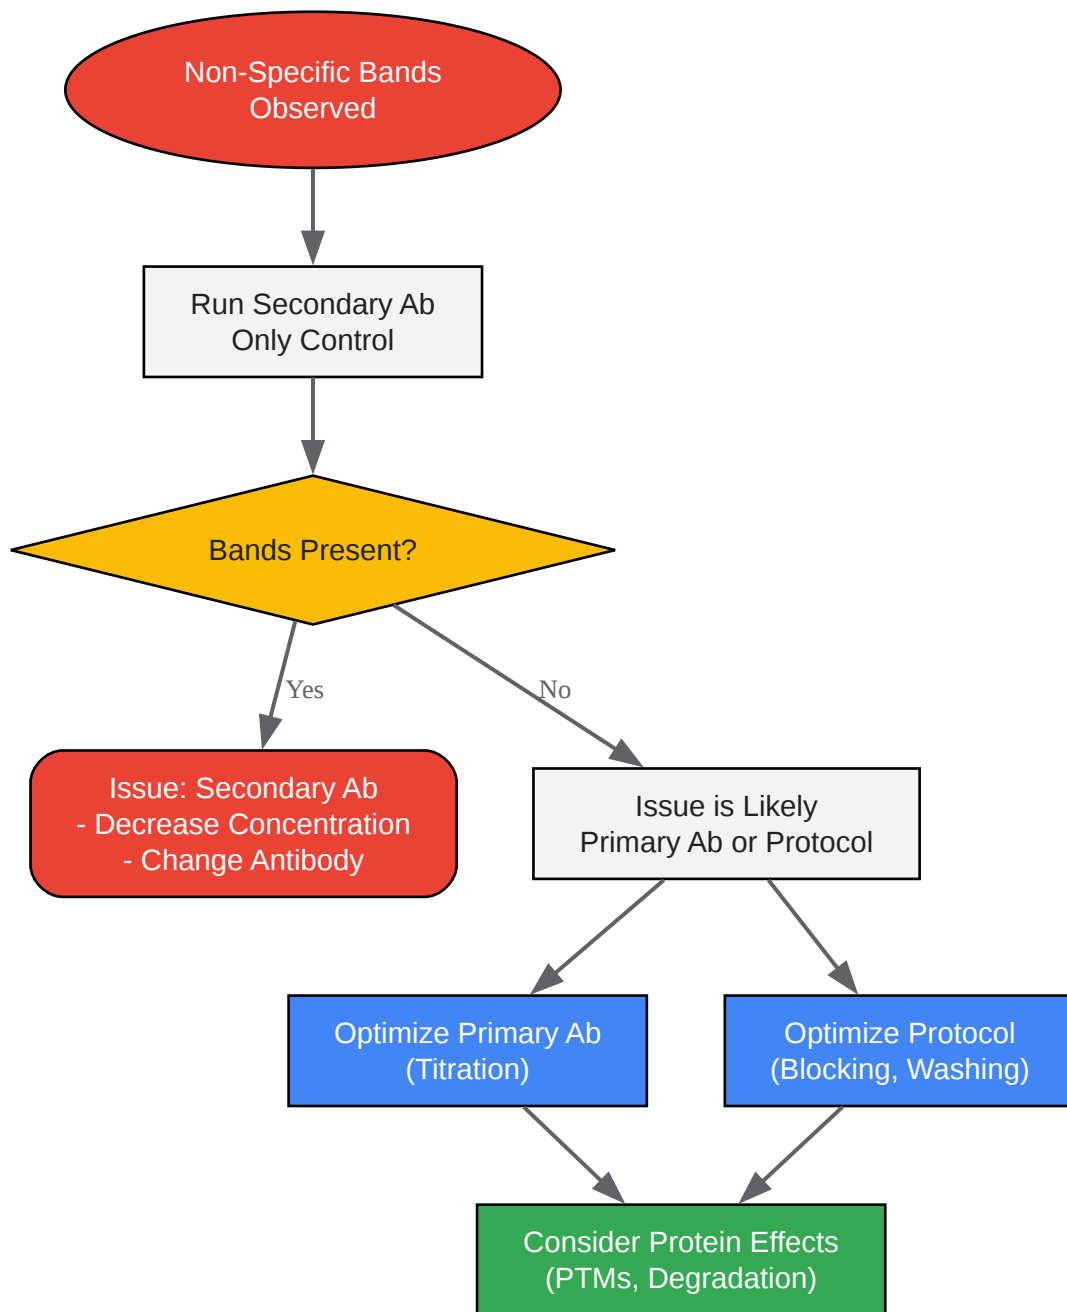 Non-Specific Bands
Observed
Run Secondary Ab
Only Control
Bands Present?
Yes
No
Issue: Secondary Ab
- Decrease Concentration
- Change Antibody
Issue is Likely
Primary Ab or Protocol
Optimize Primary Ab
(Titration)
Optimize Protocol
(Blocking, Washing)
Consider Protein Effects
(PTMs, Degradation)